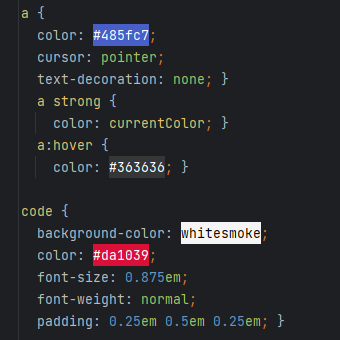 a {
  color: #485fc7;
  cursor: pointer;
  text-decoration: none; }
  a strong {
    color: currentColor; }
  a:hover {
    color: #363636; }

code {
  background-color: whitesmoke;
  color: #da1039;
  font-size: 0.875em;
  font-weight: normal;
  padding: 0.25em 0.5em 0.25em; }